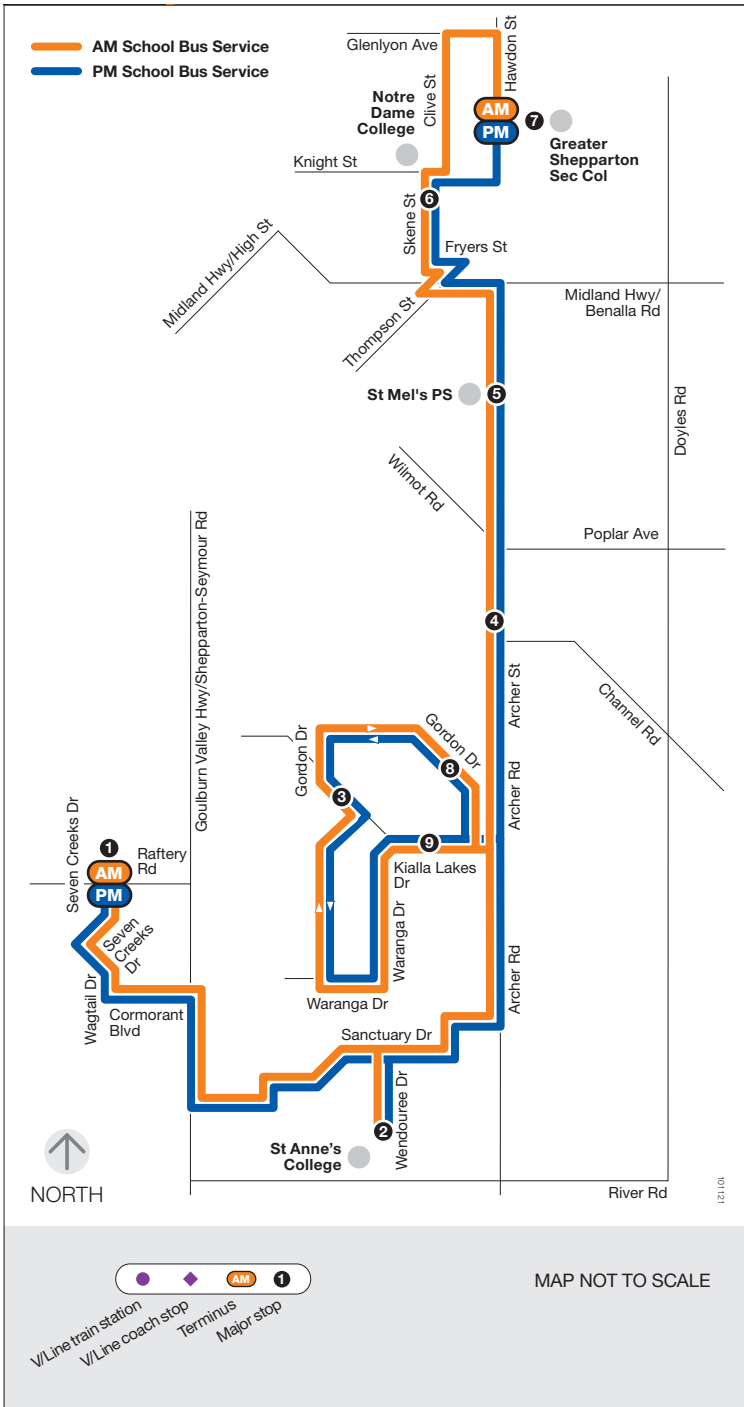 AM School Bus Service
PM School Bus Service
Glenlyon Ave
Hawdon St
Clive St
Notre
Dame
College
AM
PM
7
Greater
Shepparton
Sec Col
Knight St
6
Skene St
Fryers St
Midland Hwy/High St
Midland Hwy/
Benalla Rd
Thompson St
St Mel's PS
5
Doyles Rd
Wilmot Rd
Poplar Ave
Goulburn Valley Hwy/Shepparton-Seymour Rd
4
Archer St
Channel Rd
Gordon Dr
Gordon Dr
8
3
Archer Rd
9
Kialla Lakes
Dr
Seven Creeks Dr
1
AM
PM
Raftery
Rd
Seven
Creeks
Dr
Wagtail Dr
Cormorant
Blvd
Waranga Dr
Waranga Dr
Archer Rd
Sanctuary Dr
Wendouree Dr
2
St Anne's
College
NORTH
River Rd
101121
AM
1
V/Line train station
V/Line coach stop
Terminus
Major stop
MAP NOT TO SCALE